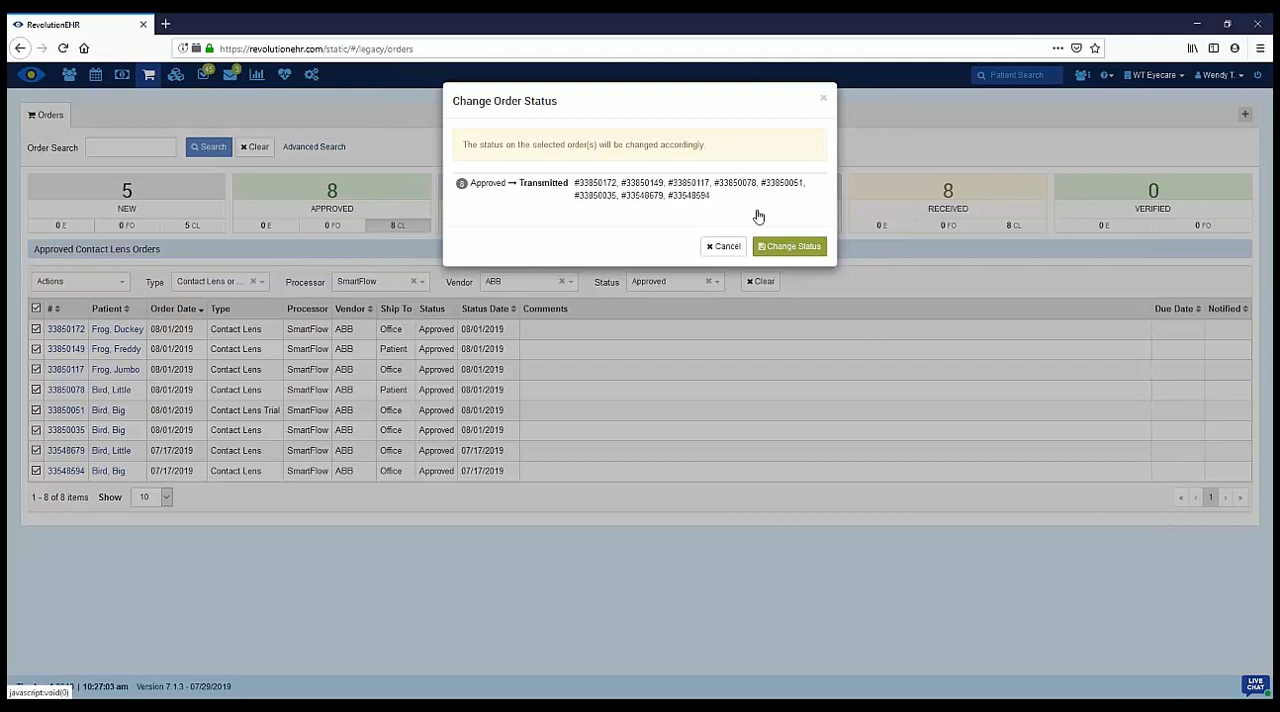 RevolutionEHR
https://revolutionehr.com/static/#/legacy/orders
45
3
Patient Search
1
WT Eyecare
Wendy T.
Orders
Order Search
Search
Clear
Advanced Search
5
NEW
0 E 0 FO 5 CL
8
APPROVED
0 E 0 FO 8 CL
8
RECEIVED
0 E 0 FO 8 CL
0
VERIFIED
0 E 0 FO
Change Order Status
The status on the selected order(s) will be changed accordingly.
8 Approved → Transmitted #33850172, #33850149, #33850117, #33850078, #33850051,
#33850035, #33548679, #33548594
Cancel
Change Status
Approved Contact Lens Orders
Actions Type Contact Lens or ... Processor SmartFlow Vendor ABB Status Approved Clear
# Patient Order Date Type Processor Vendor Ship To Status Status Date Comments Due Date Notified
33850172 Frog, Duckey 08/01/2019 Contact Lens SmartFlow ABB Office Approved 08/01/2019
33850149 Frog, Freddy 08/01/2019 Contact Lens SmartFlow ABB Patient Approved 08/01/2019
33850117 Frog, Jumbo 08/01/2019 Contact Lens SmartFlow ABB Office Approved 08/01/2019
33850078 Bird, Little 08/01/2019 Contact Lens SmartFlow ABB Patient Approved 08/01/2019
33850051 Bird, Big 08/01/2019 Contact Lens Trial SmartFlow ABB Office Approved 08/01/2019
33850035 Bird, Big 08/01/2019 Contact Lens SmartFlow ABB Office Approved 08/01/2019
33548679 Bird, Little 07/17/2019 Contact Lens SmartFlow ABB Office Approved 07/17/2019
33548594 Bird, Big 07/17/2019 Contact Lens SmartFlow ABB Office Approved 07/17/2019
1 - 8 of 8 items Show 10
« ‹ 1 › »
10:27:03 am Version 7.1.3 - 07/29/2019
javascript:void(0)
LIVE
CHAT